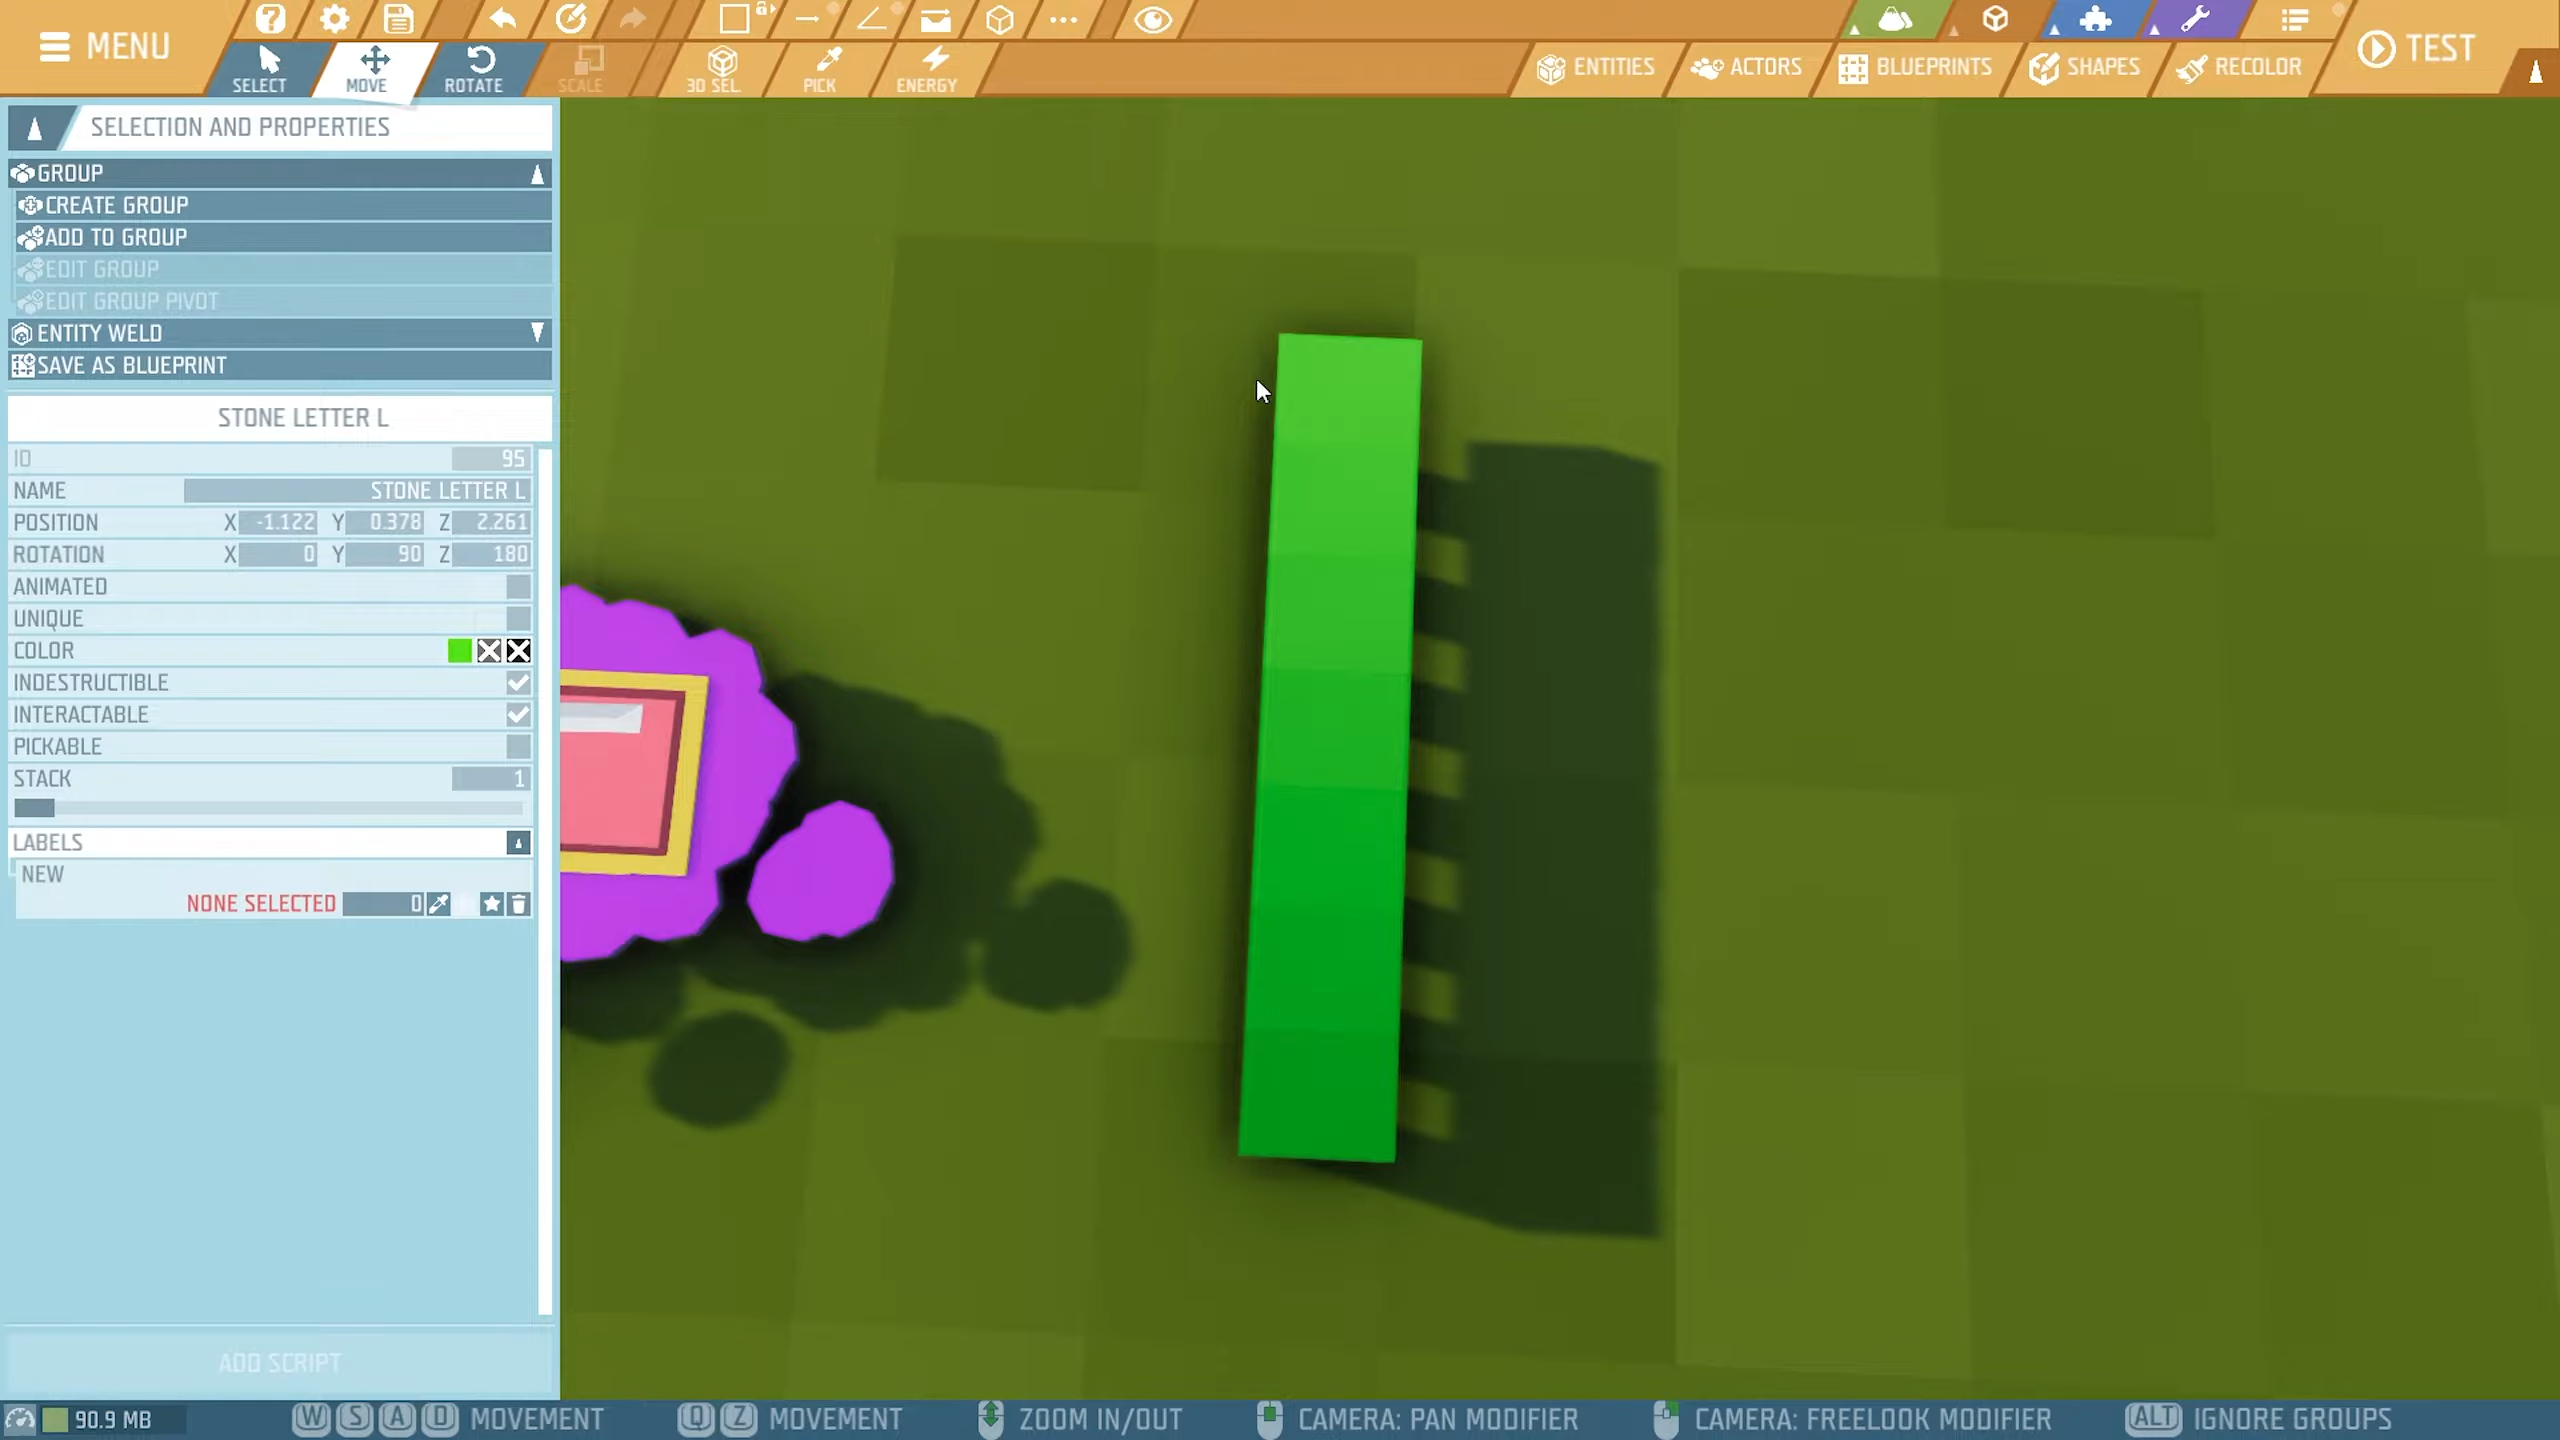 MENU
SELECT
MOVE
ROTATE
SCALE
3D SEL.
PICK
ENERGY
ENTITIES
ACTORS
BLUEPRINTS
SHAPES
RECOLOR
TEST
SELECTION AND PROPERTIES
GROUP
CREATE GROUP
ADD TO GROUP
EDIT GROUP
EDIT GROUP PIVOT
ENTITY WELD
SAVE AS BLUEPRINT
STONE LETTER L
ID 95
NAME STONE LETTER L
POSITION X -1.122 Y 0.378 Z 2.261
ROTATION X 0 Y 90 Z 180
ANIMATED
UNIQUE
COLOR
INDESTRUCTIBLE
INTERACTABLE
PICKABLE
STACK 1
LABELS
NEW
NONE SELECTED 0
ADD SCRIPT
90.9 MB W S A D MOVEMENT Q Z MOVEMENT ZOOM IN/OUT CAMERA: PAN MODIFIER CAMERA: FREELOOK MODIFIER ALT IGNORE GROUPS